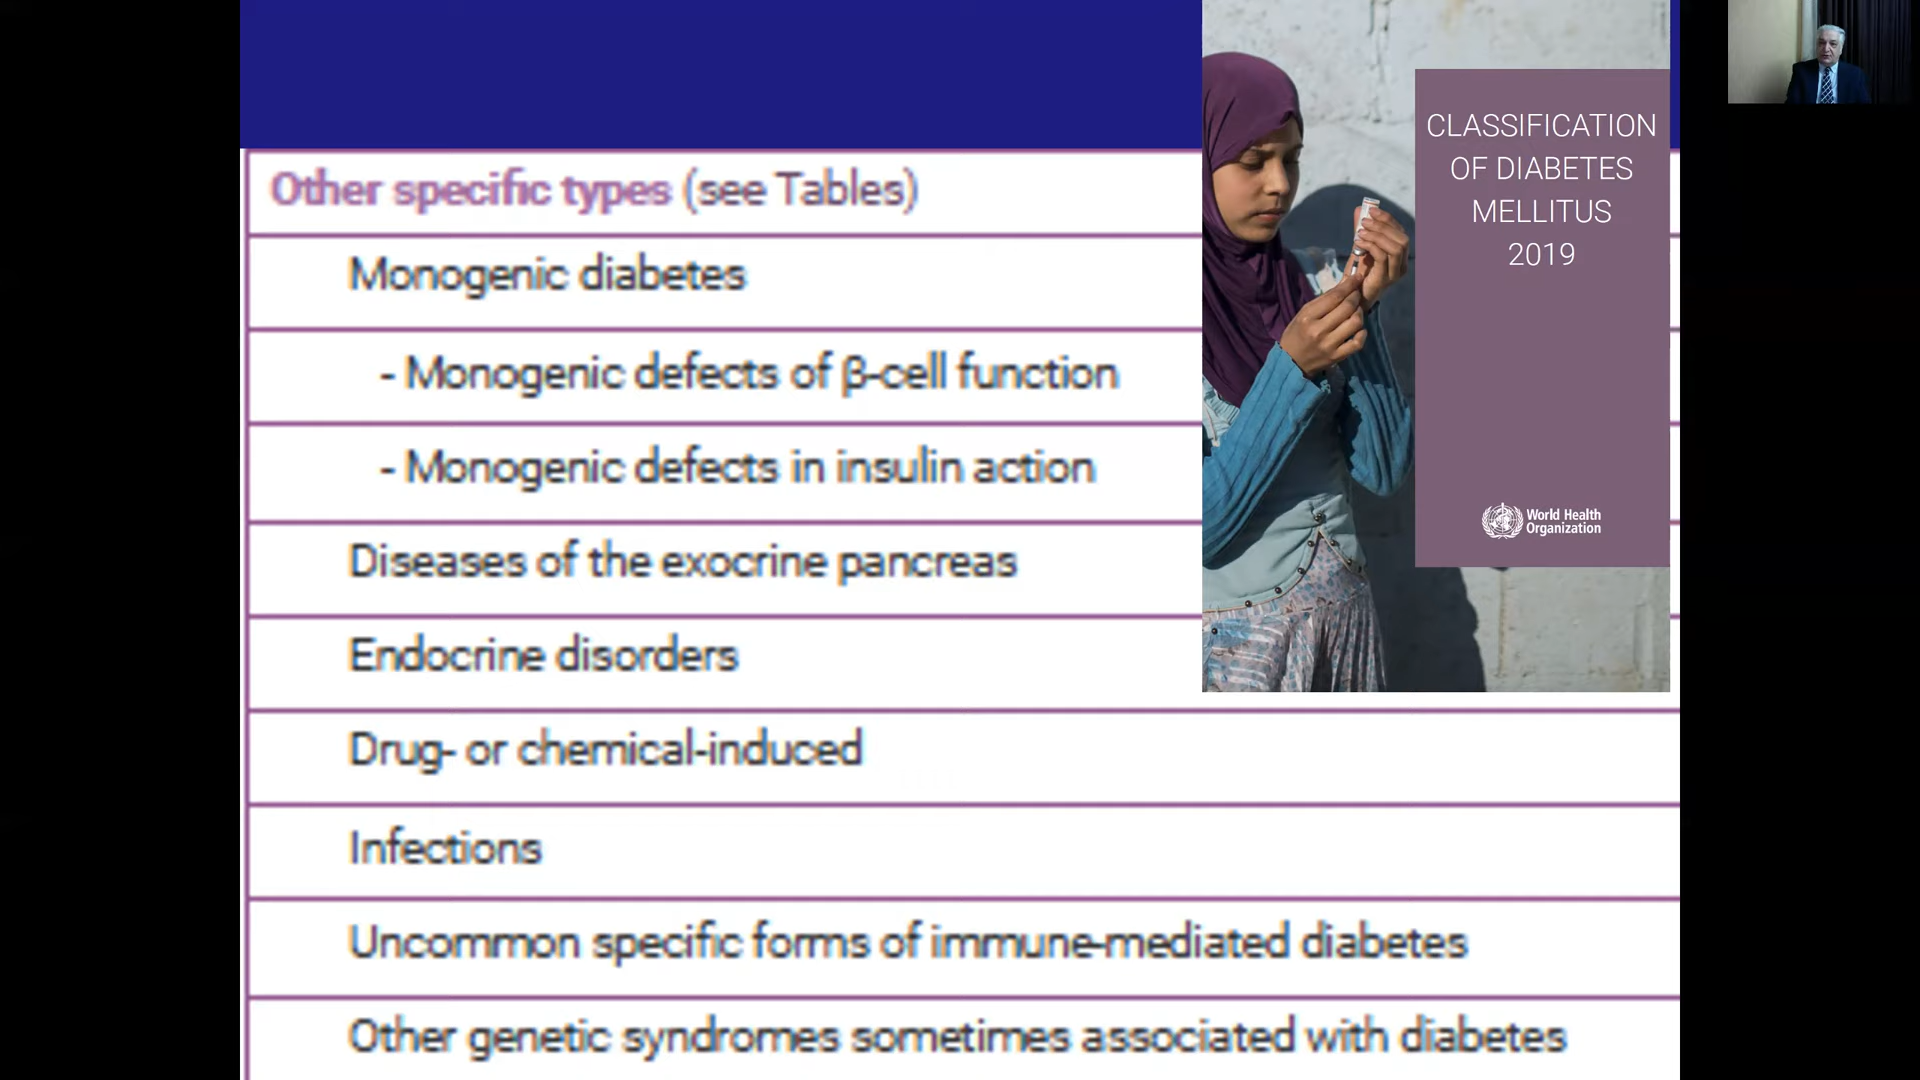 Other specific types (see Tables)
Monogenic diabetes
- Monogenic defects of β-cell function
- Monogenic defects in insulin action
Diseases of the exocrine pancreas
Endocrine disorders
Drug- or chemical-induced
Infections
Uncommon specific forms of immune-mediated diabetes
Other genetic syndromes sometimes associated with diabetes
CLASSIFICATION
OF DIABETES
MELLITUS
2019
World Health
Organization